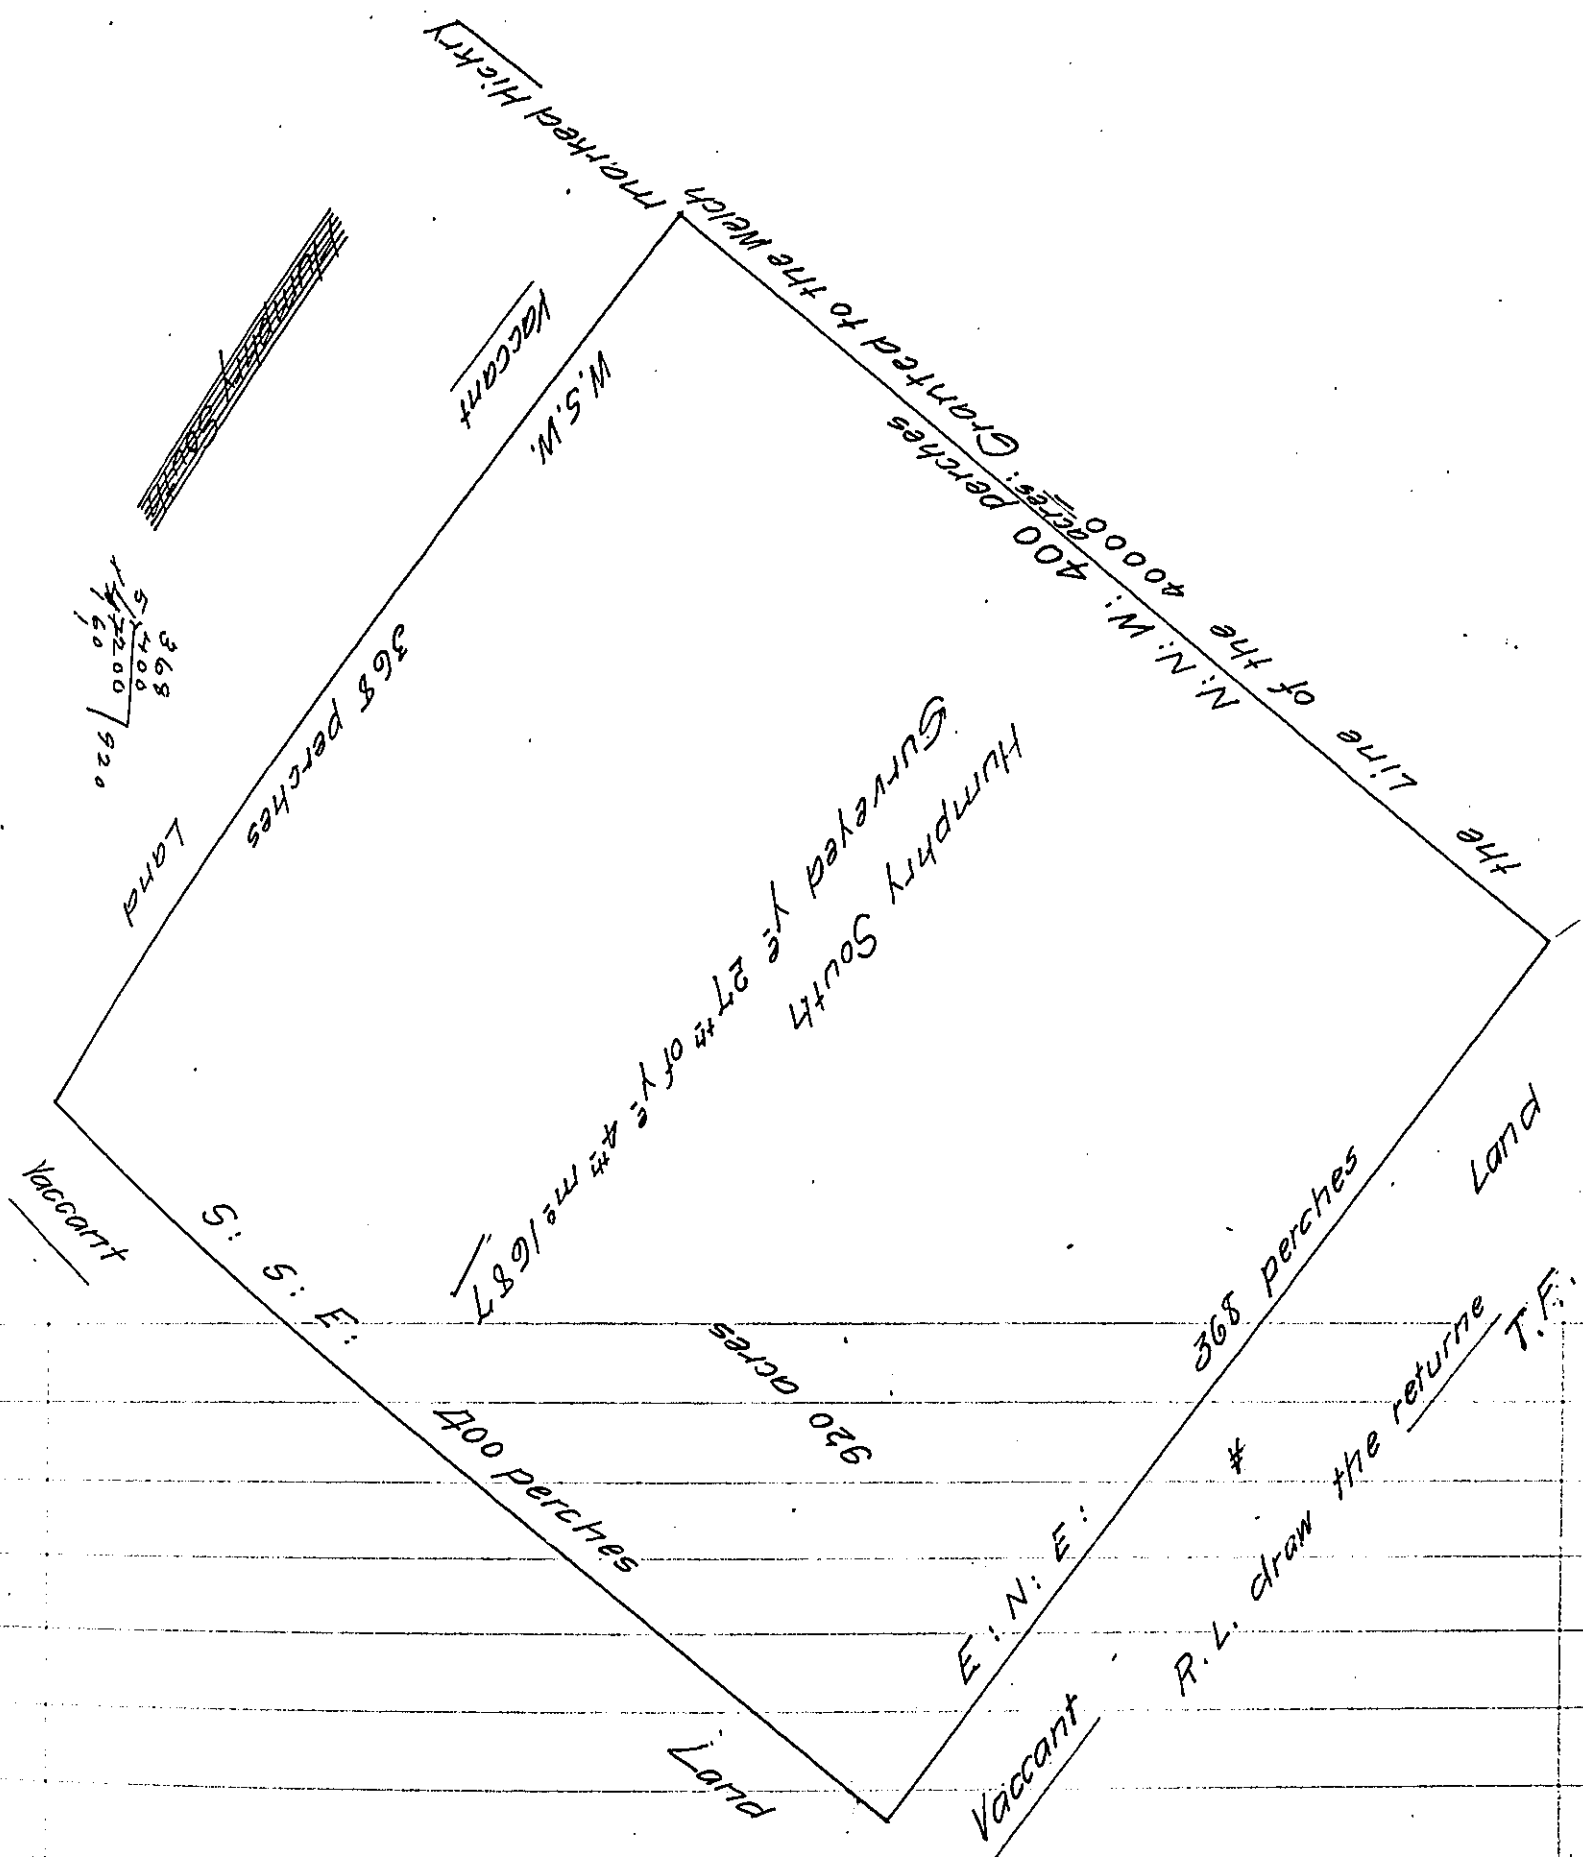 marked Hickry
the Line of the 40000 acres: Granted to the Welch
N: N: W: 400 perches
Vaccant Land
W.S.W. 368 perches
Humphry South
Surveyed yᵉ 27ᵗʰ of yᵉ 4ᵗʰ mᵒ 1687
920 acres
Vaccant Land
S: S: E: 400 perches
E: N: E: 368 perches
Vaccant Land
R.L. draw the returne
T.F.
368
400
147200
920